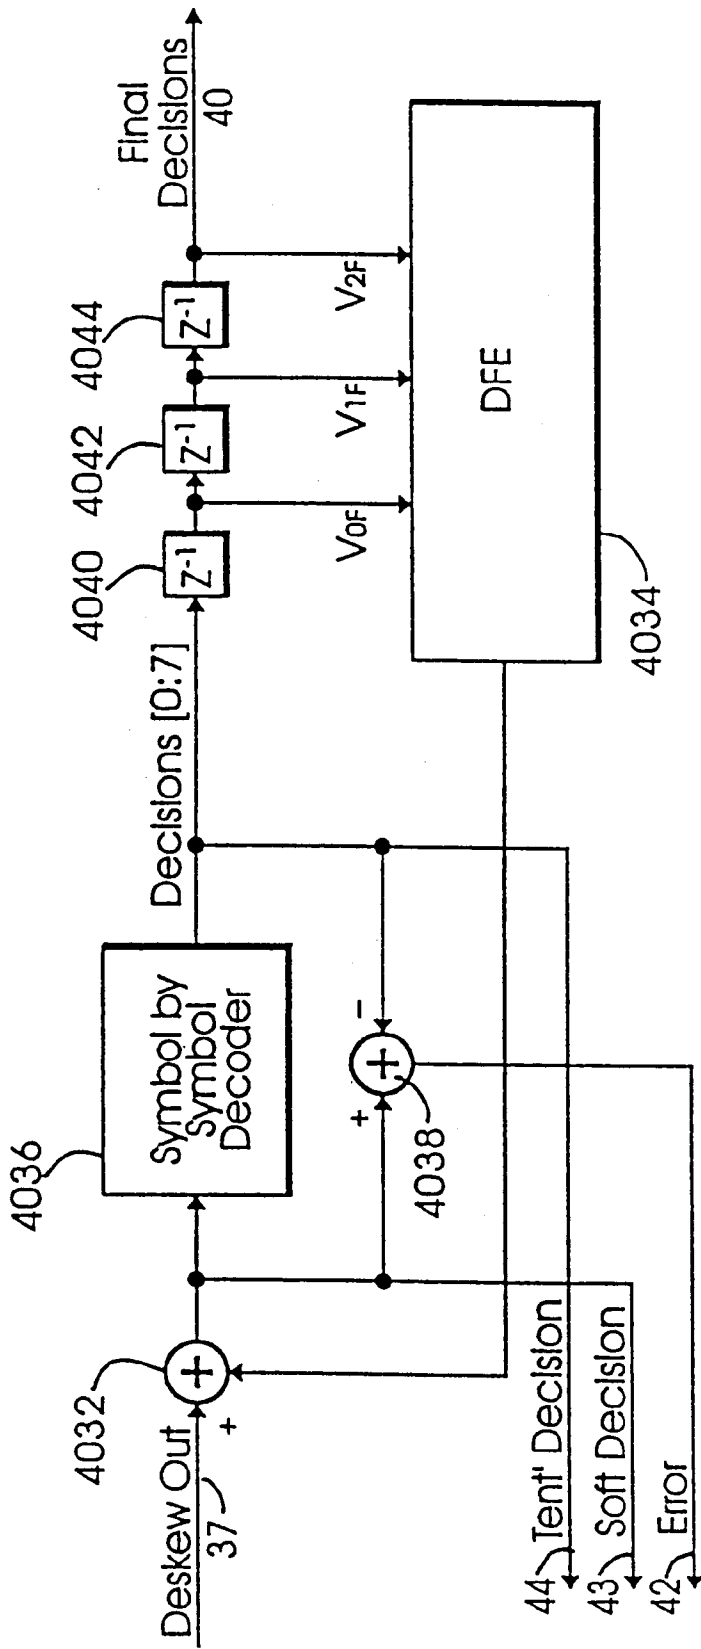 Deskew Out
37
+
4032
+
4036
Symbol by
Symbol
Decoder
Decisions [0:7]
4040
Z-1
4042
Z-1
4044
Z-1
Final
Decisions
40
V0F
V1F
V2F
DFE
4034
+
−
+
4038
44
Tent' Decision
43
Soft Decision
42
Error